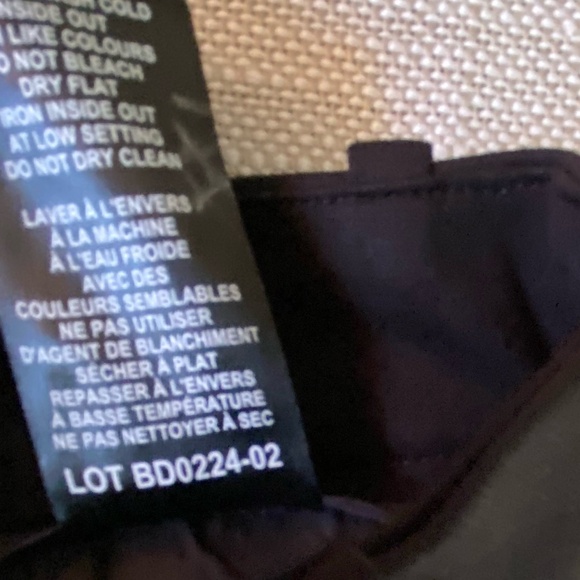 COLD
INSIDE OUT
LIKE COLOURS
DO NOT BLEACH
DRY FLAT
IRON INSIDE OUT
AT LOW SETTING
DO NOT DRY CLEAN
LAVER À L'ENVERS
À LA MACHINE
À L'EAU FROIDE
AVEC DES
COULEURS SEMBLABLES
NE PAS UTILISER
D'AGENT DE BLANCHIMENT
SÉCHER À PLAT
REPASSER À L'ENVERS
À BASSE TEMPÉRATURE
NE PAS NETTOYER À SEC
LOT BD0224-02